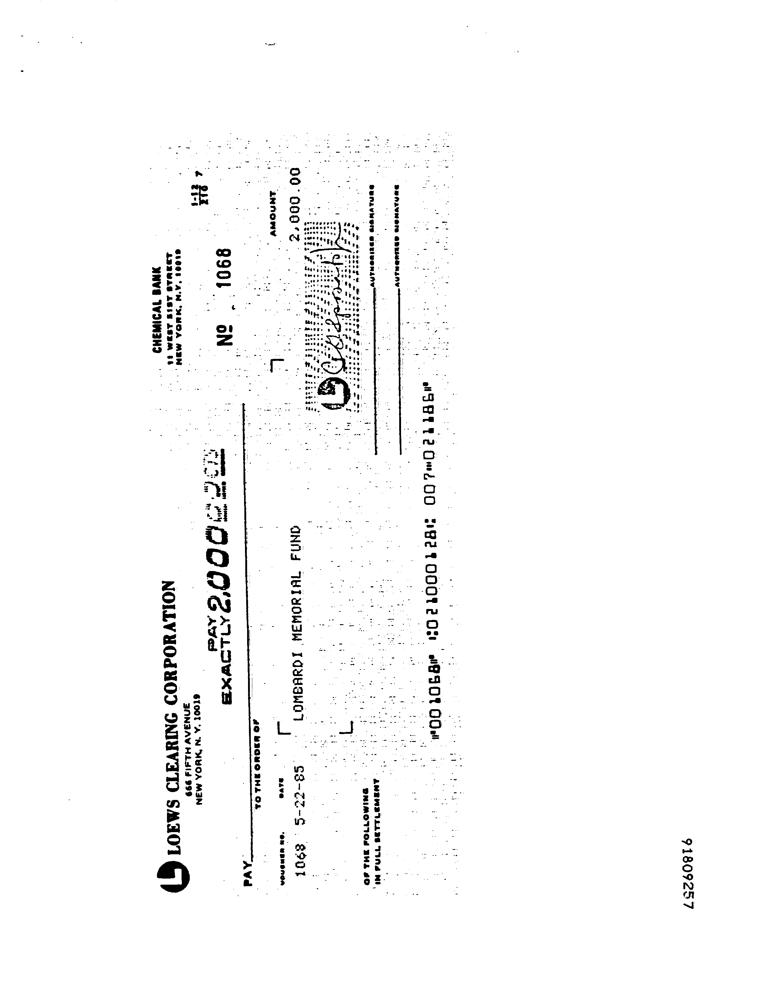 LOEWS CLEARING CORPORATION
666 FIFTH AVENUE
NEW YORK, N. Y. 10019
CHEMICAL BANK
11 WEST 51ST STREET
NEW YORK, N.Y. 10019
1-12 7
210
Nº 1068
PAY
EXACTLY 2,000
PAY
TO THE ORDER OF
VOUCHER NO. DATE AMOUNT
1068 5-22-85 LOMBARDI MEMORIAL FUND 2,000.00
OF THE FOLLOWING
IN FULL SETTLEMENT
AUTHORIZED SIGNATURE
AUTHORIZED SIGNATURE
⑈001068⑈ ⑆021000128⑆ 007⑈021186⑈
91809257